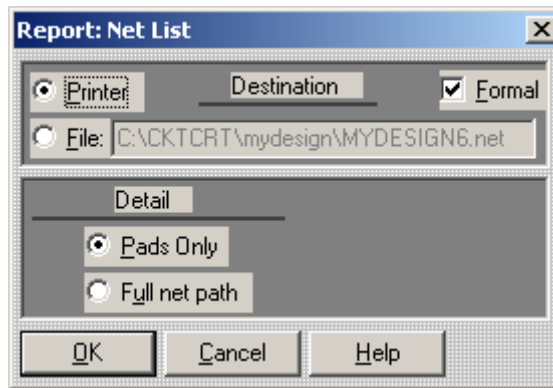 Report: Net List
Printer Destination Formal
File: C:\CKTCRT\mydesign\MYDESIGN6.net
Detail
Pads Only
Full net path
OK Cancel Help